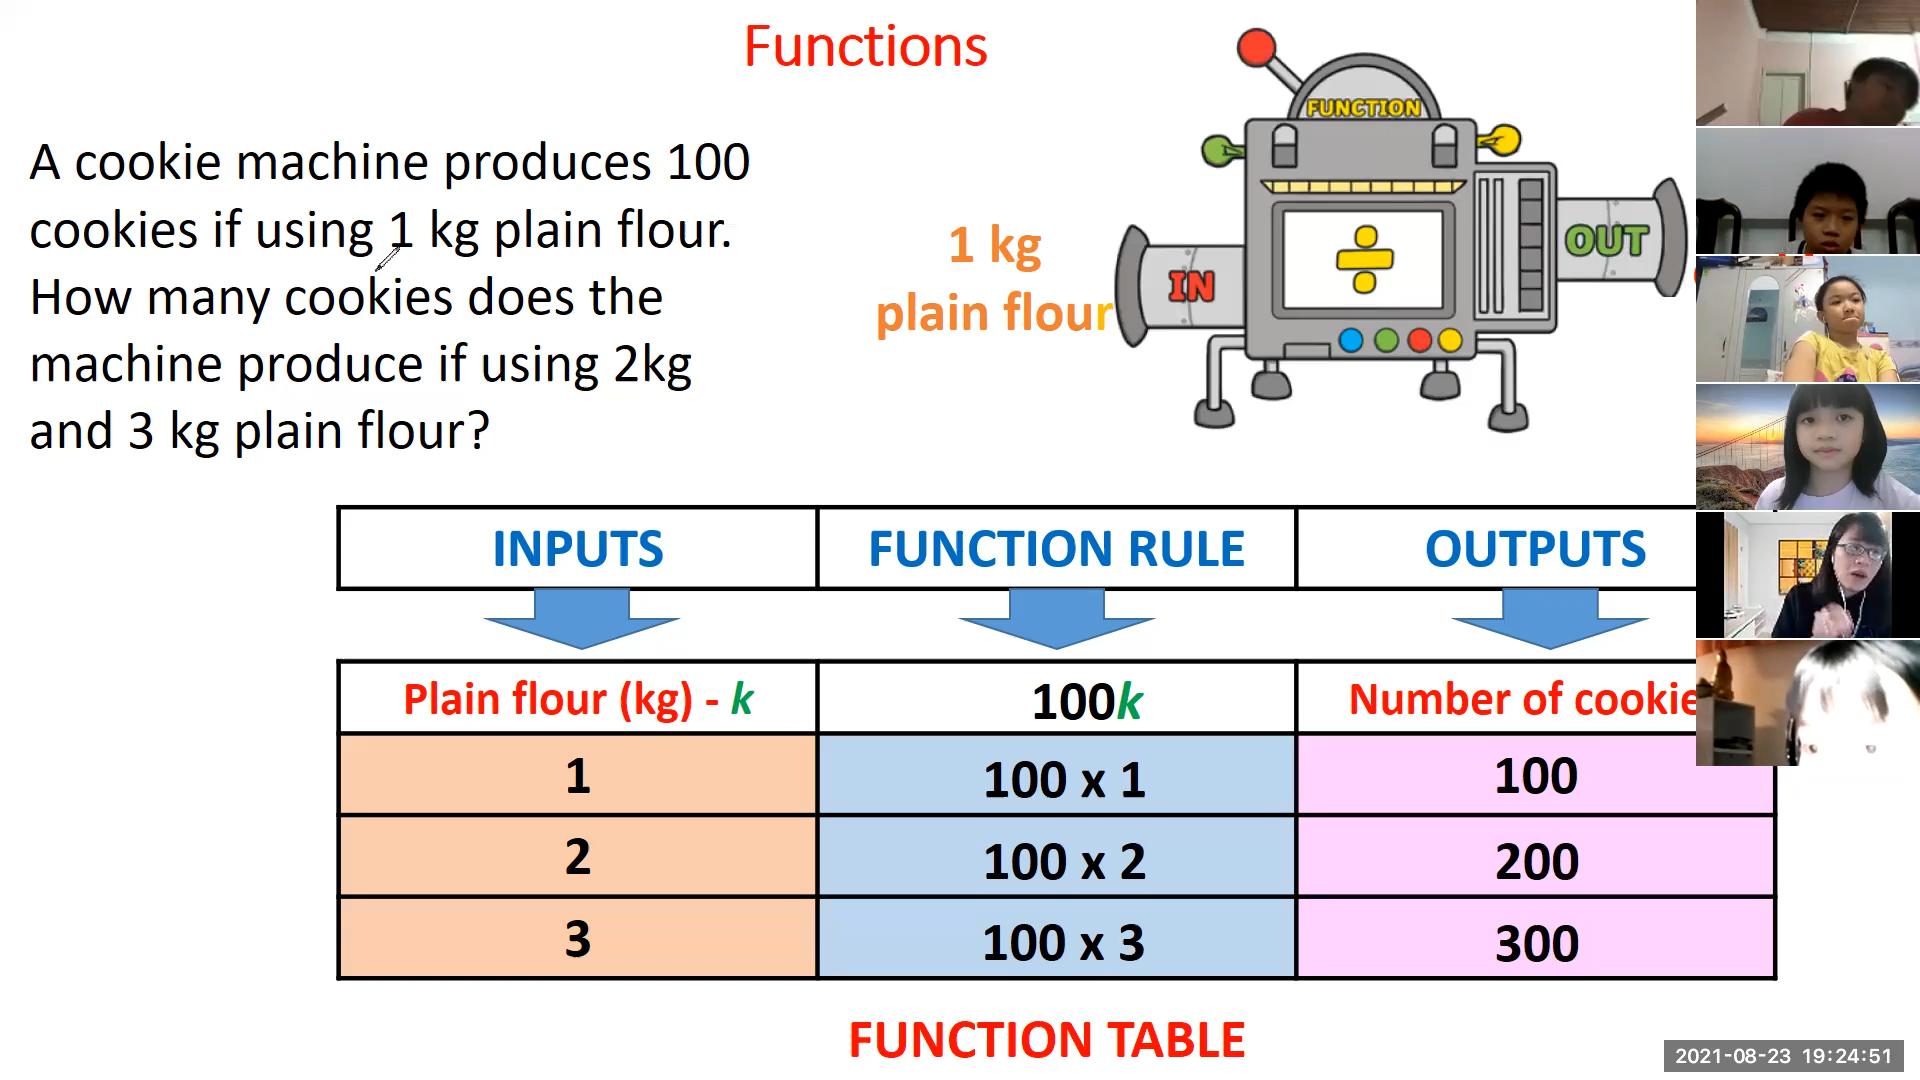 Functions
FUNCTION
A cookie machine produces 100
cookies if using 1 kg plain flour.
How many cookies does the
machine produce if using 2kg
and 3 kg plain flour?
1 kg
plain flour
IN
OUT
INPUTS FUNCTION RULE OUTPUTS
Plain flour (kg) - k 100k Number of cookie
1 100 x 1 100
2 100 x 2 200
3 100 x 3 300
FUNCTION TABLE
2021-08-23 19:24:51